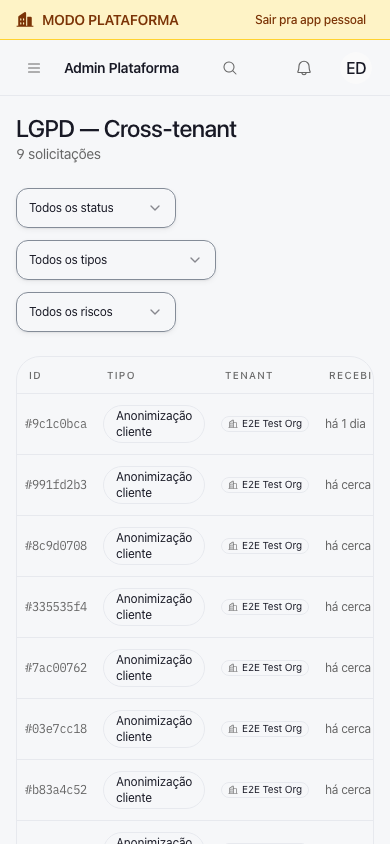 MODO PLATAFORMA
Sair pra app pessoal
Admin Plataforma
ED
LGPD — Cross-tenant
9 solicitações
Todos os status
Todos os tipos
Todos os riscos
ID TIPO TENANT RECEBI
#9c1c0bca Anonimização cliente E2E Test Org há 1 dia
#991fd2b3 Anonimização cliente E2E Test Org há cerca
#8c9d0708 Anonimização cliente E2E Test Org há cerca
#335535f4 Anonimização cliente E2E Test Org há cerca
#7ac00762 Anonimização cliente E2E Test Org há cerca
#03e7cc18 Anonimização cliente E2E Test Org há cerca
#b83a4c52 Anonimização cliente E2E Test Org há cerca
Anonimização